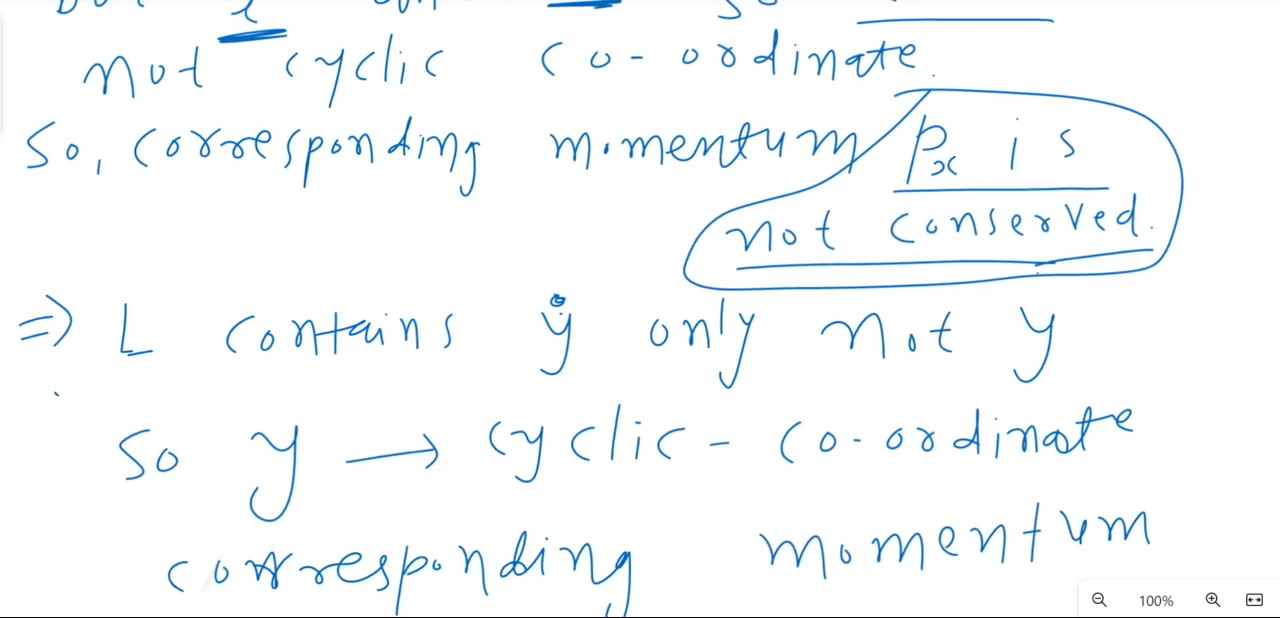 not cyclic co-ordinate.
So, corresponding momentum pₓ is
not conserved.
⇒ L contains ẏ only not y
So y → cyclic - co-ordinate
corresponding momentum
100%